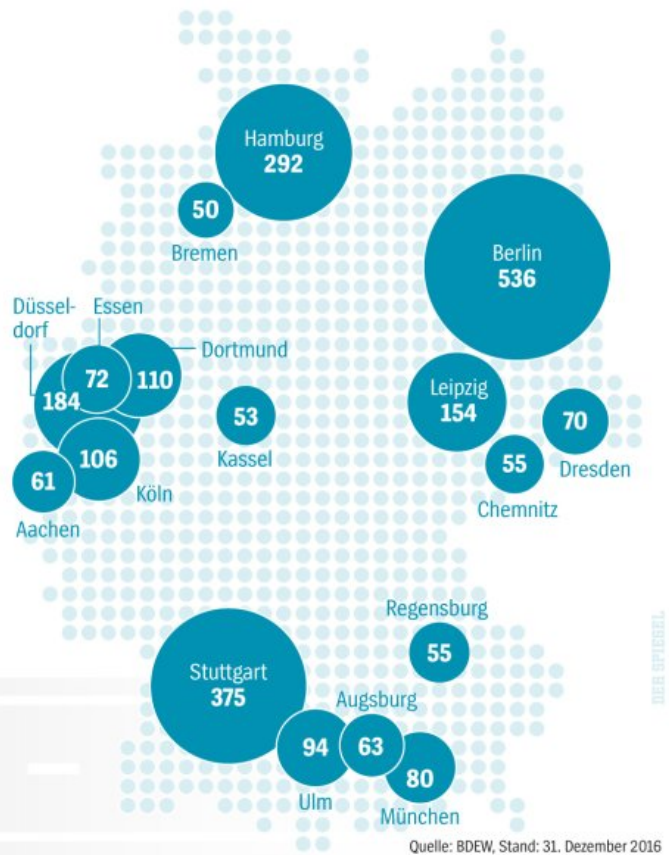 Hamburg
292
50
Bremen
Berlin
536
Düssel-
dorf
Essen
Dortmund
72
110
184
Leipzig
154
53
Kassel
70
Dresden
106
Köln
61
Aachen
55
Chemnitz
Regensburg
55
Stuttgart
375
Augsburg
94
63
80
Ulm
München
DER SPIEGEL
Quelle: BDEW, Stand: 31. Dezember 2016